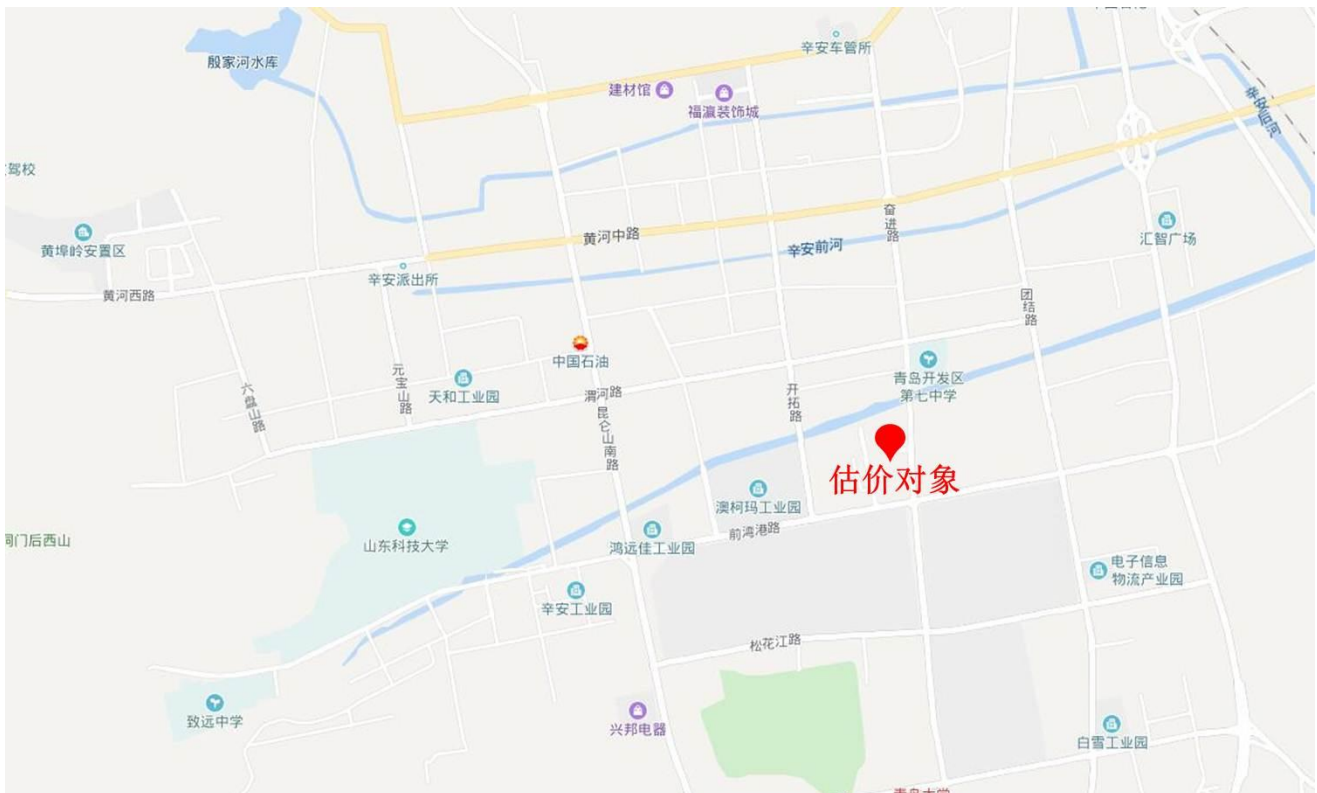 辛安车管所
殷家河水库
建材馆
福瀛装饰城
辛安后河
驾校
奋进路
黄河中路
汇智广场
辛安前河
黄埠岭安置区
辛安派出所
黄河西路
团结路
中国石油
元宝山路
青岛开发区
第七中学
六盘山路
天和工业园
渭河路
开拓路
昆仑山南路
估价对象
澳柯玛工业园
前湾港路
山东科技大学
鸿远佳工业园
洞门后西山
电子信息
物流产业园
辛安工业园
松花江路
致远中学
兴邦电器
白雪工业园